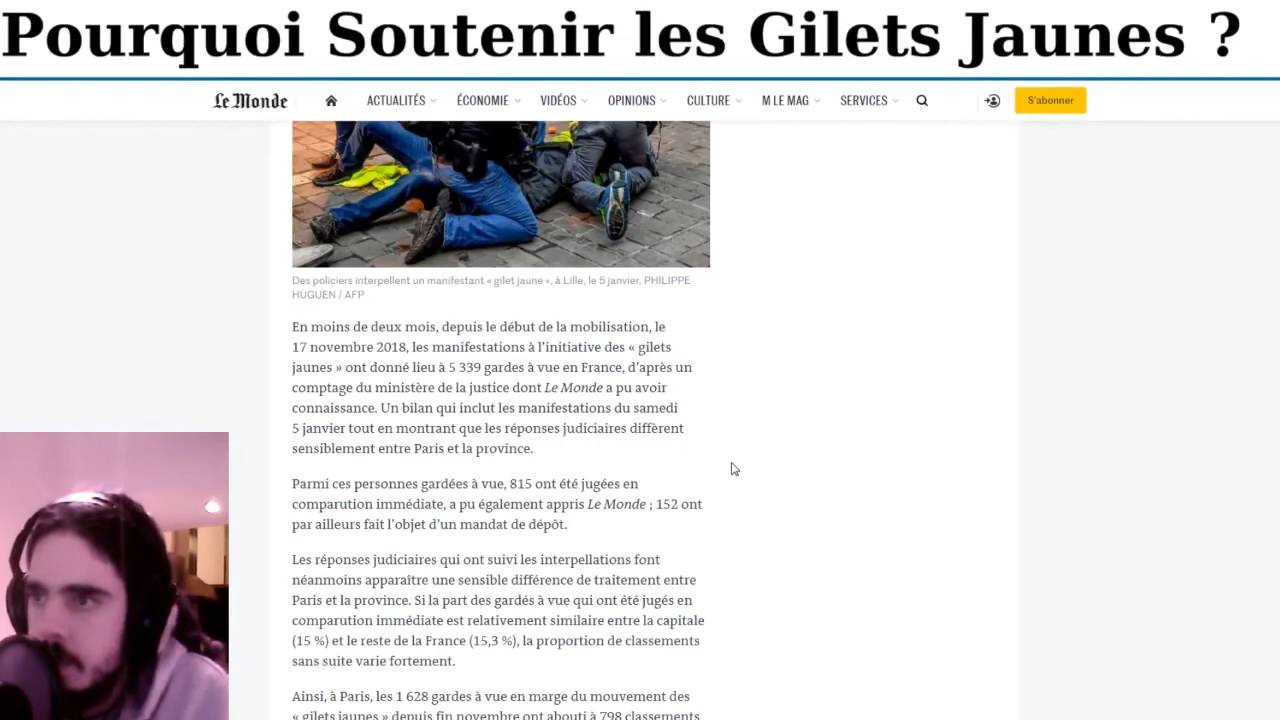 Pourquoi Soutenir les Gilets Jaunes ?
Le Monde
ACTUALITÉS
ÉCONOMIE
VIDÉOS
OPINIONS
CULTURE
M LE MAG
SERVICES
S'abonner
Des policiers interpellent un manifestant « gilet jaune », à Lille, le 5 janvier. PHILIPPE
HUGUEN / AFP
En moins de deux mois, depuis le début de la mobilisation, le
17 novembre 2018, les manifestations à l'initiative des « gilets
jaunes » ont donné lieu à 5 339 gardes à vue en France, d'après un
comptage du ministère de la justice dont Le Monde a pu avoir
connaissance. Un bilan qui inclut les manifestations du samedi
5 janvier tout en montrant que les réponses judiciaires diffèrent
sensiblement entre Paris et la province.
Parmi ces personnes gardées à vue, 815 ont été jugées en
comparution immédiate, a pu également appris Le Monde ; 152 ont
par ailleurs fait l'objet d'un mandat de dépôt.
Les réponses judiciaires qui ont suivi les interpellations font
néanmoins apparaître une sensible différence de traitement entre
Paris et la province. Si la part des gardés à vue qui ont été jugés en
comparution immédiate est relativement similaire entre la capitale
(15 %) et le reste de la France (15,3 %), la proportion de classements
sans suite varie fortement.
Ainsi, à Paris, les 1 628 gardes à vue en marge du mouvement des
« gilets jaunes » depuis fin novembre ont abouti à 798 classements